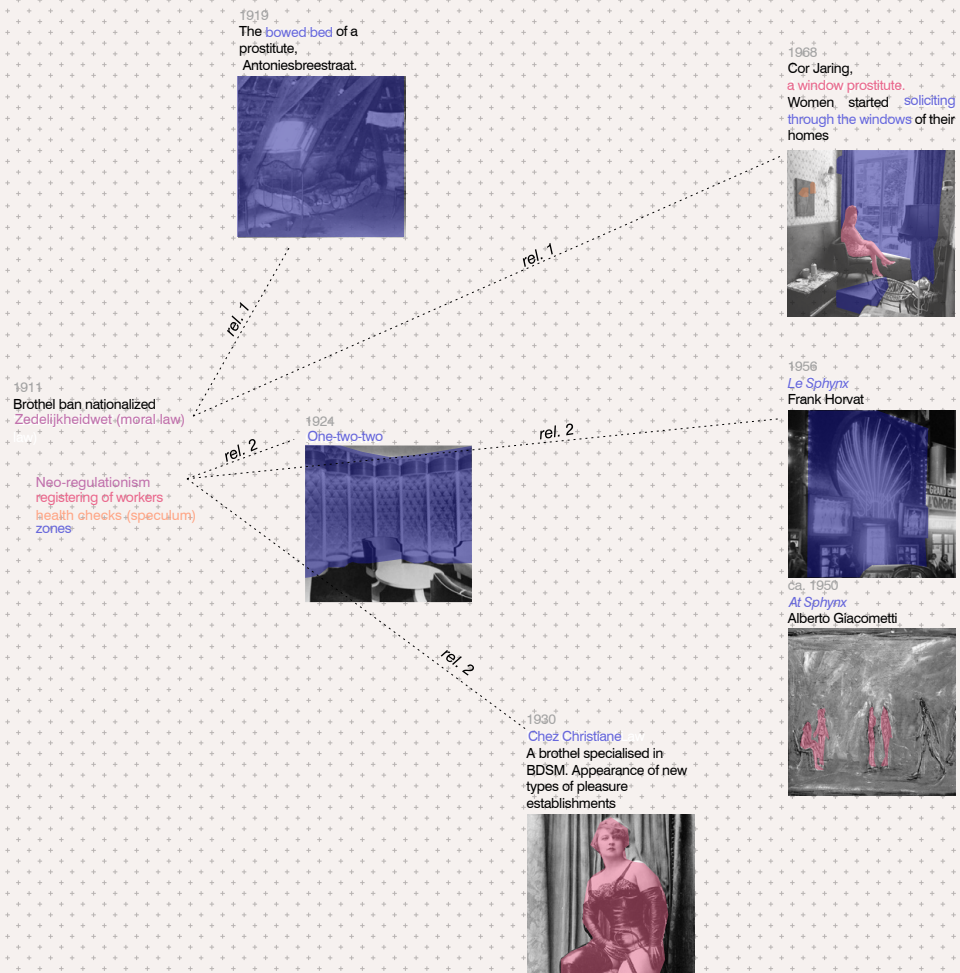 1919
The bowed bed of a
prostitute,
Antoniesbreestraat.
1968
Cor Jaring,
a window prostitute.
Women started soliciting
through the windows of their
homes
rel. 1
rel. 1
1911
Brothel ban nationalized
Zedelijkheidwet (moral law)
1924
One-two-two
rel. 2
rel. 2
1956
Le Sphynx
Frank Horvat
GRAND
Neo-regulationism
registering of workers
health checks (speculum)
zones
ca. 1950
At Sphynx
Alberto Giacometti
rel. 2
1930
Chez Christiane
A brothel specialised in
BDSM. Appearance of new
types of pleasure
establishments